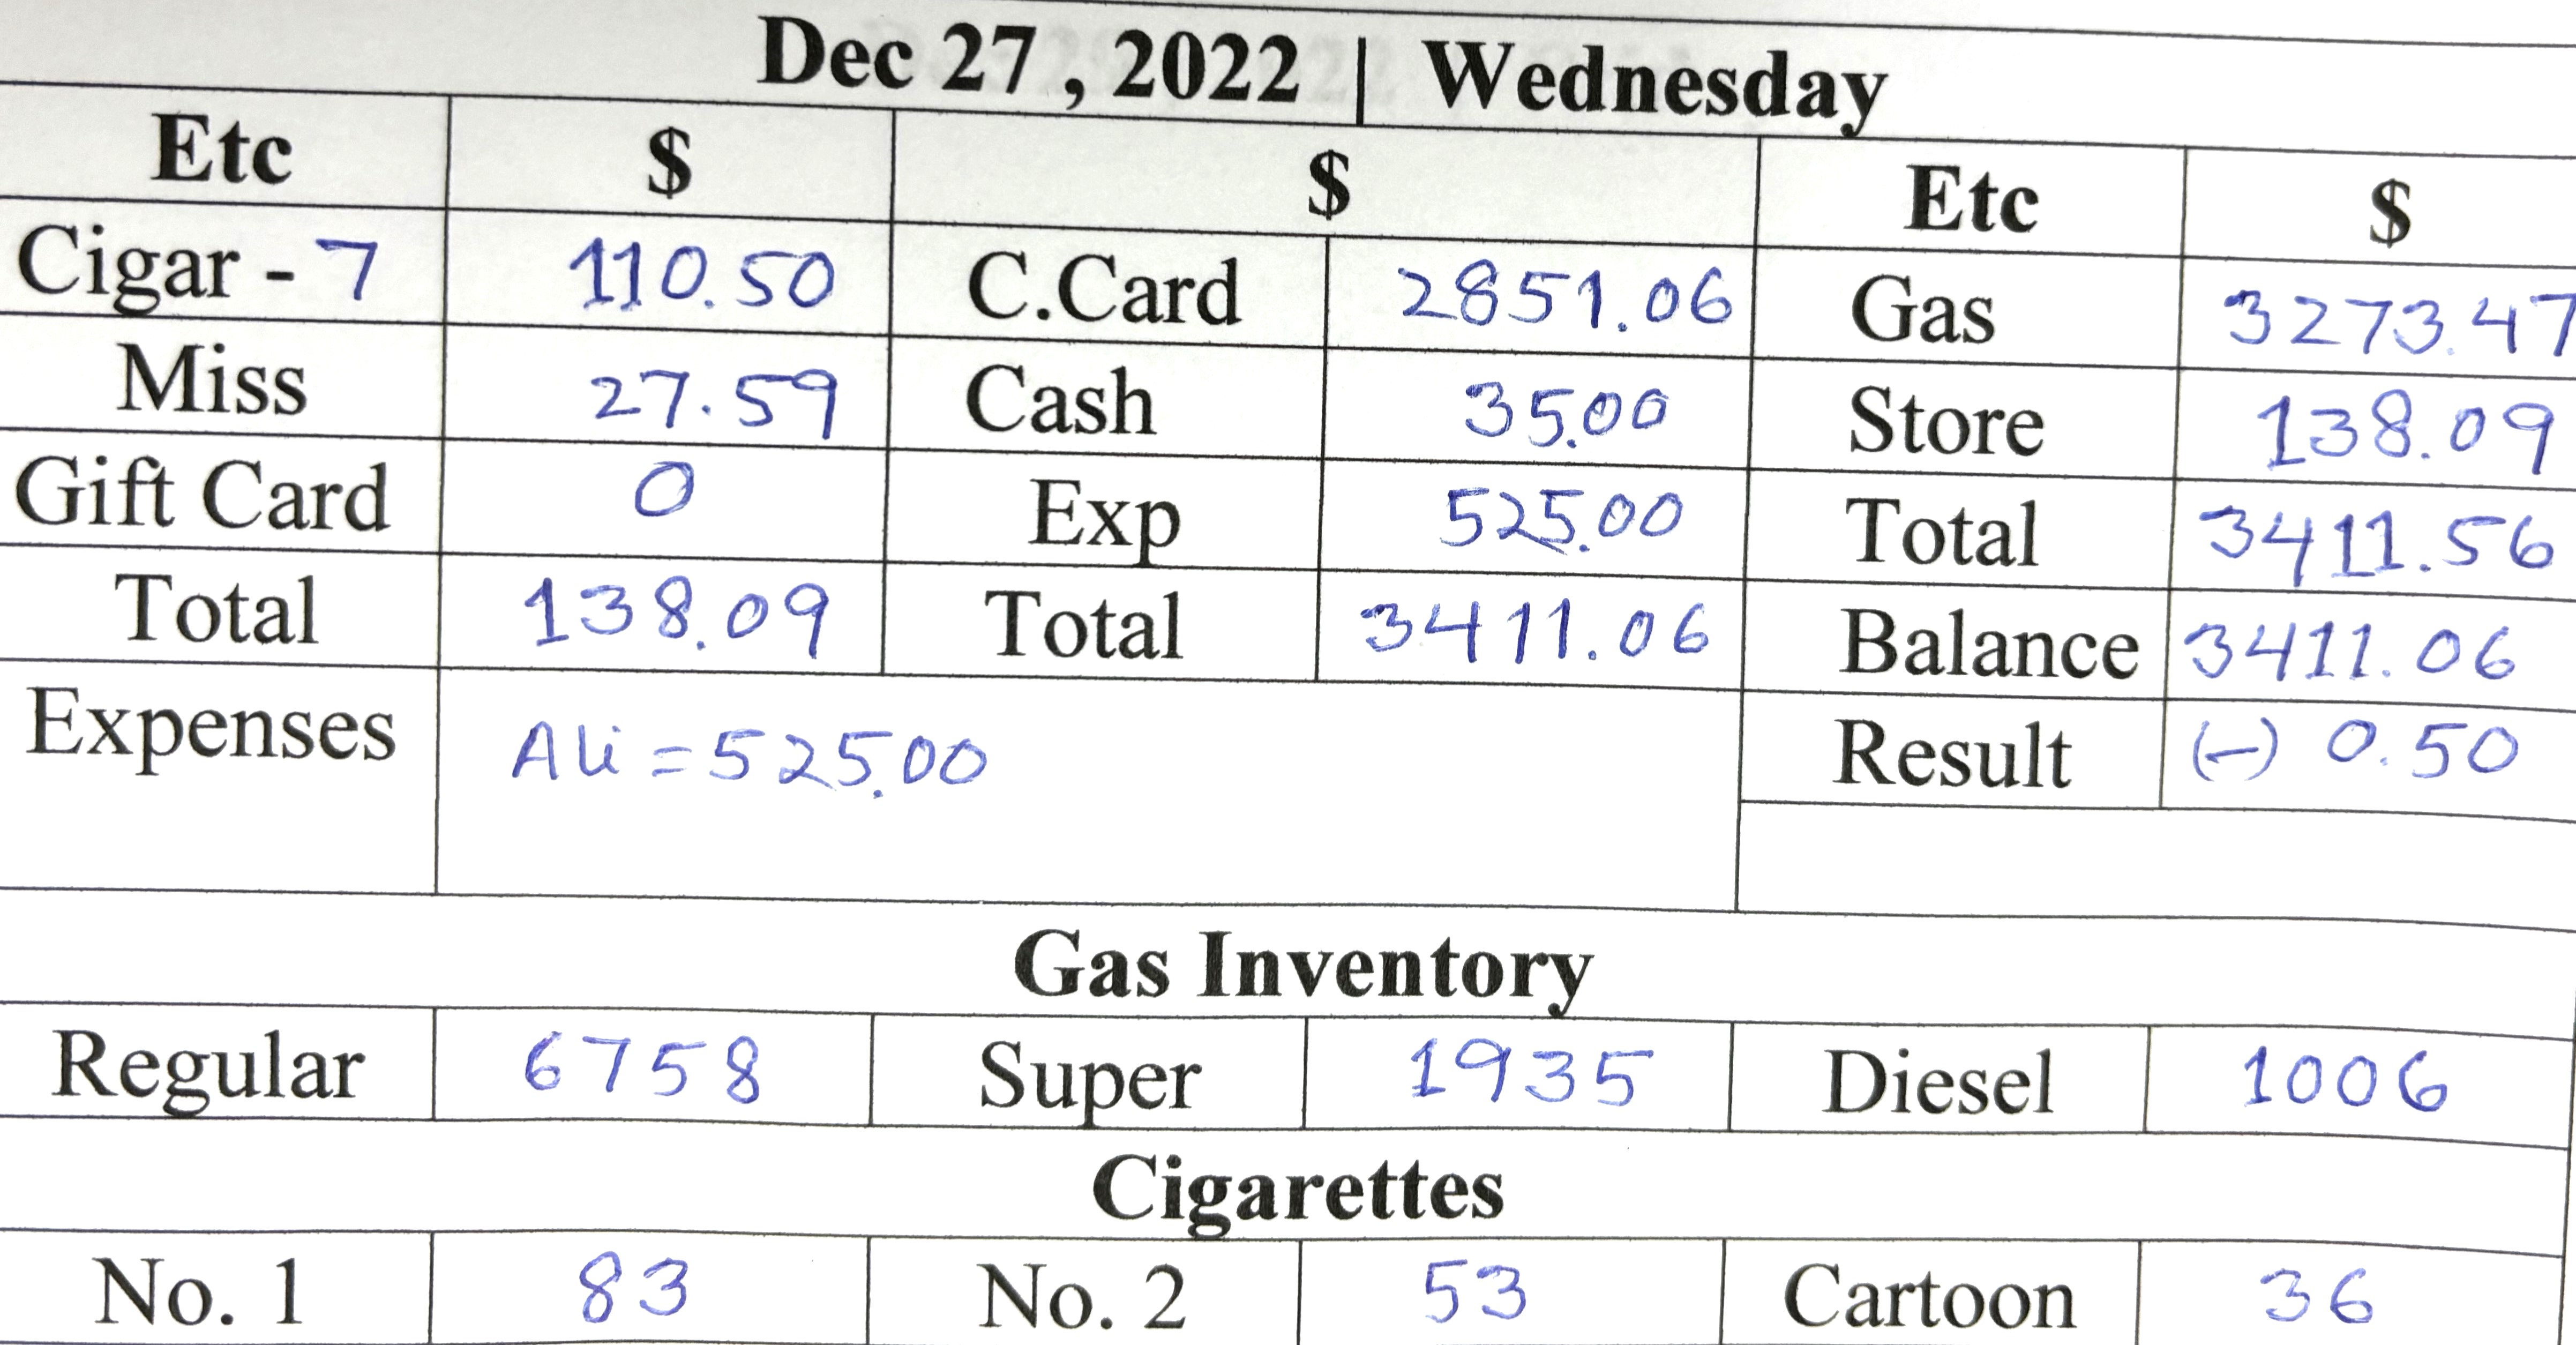 Dec 27 , 2022 | Wednesday
Etc $ $ Etc $
Cigar - 7 110.50 C.Card 2851.06 Gas 3273.47
Miss 27.59 Cash 35.00 Store 138.09
Gift Card 0 Exp 525.00 Total 3411.56
Total 138.09 Total 3411.06 Balance 3411.06
Expenses Ali = 525.00 Result (-) 0.50
Gas Inventory
Regular 6758 Super 1935 Diesel 1006
Cigarettes
No. 1 83 No. 2 53 Cartoon 36